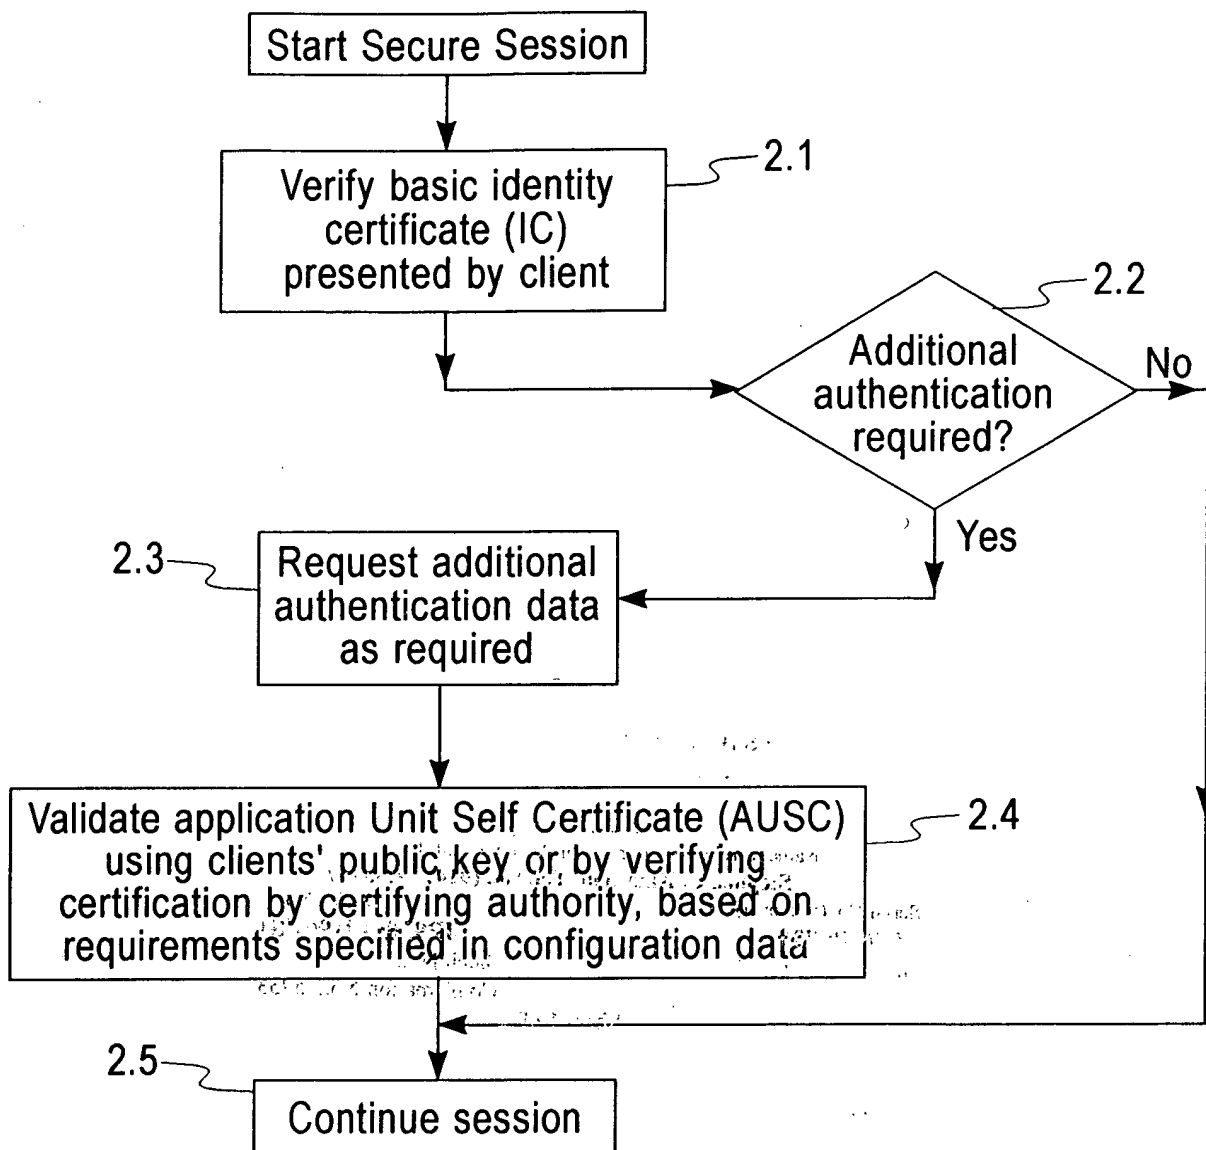 Start Secure Session
2.1
Verify basic identity
certificate (IC)
presented by client
2.2
Additional
authentication
required?
No
Yes
2.3
Request additional
authentication data
as required
2.4
Validate application Unit Self Certificate (AUSC)
using clients' public key or by verifying
certification by certifying authority, based on
requirements specified in configuration data
2.5
Continue session